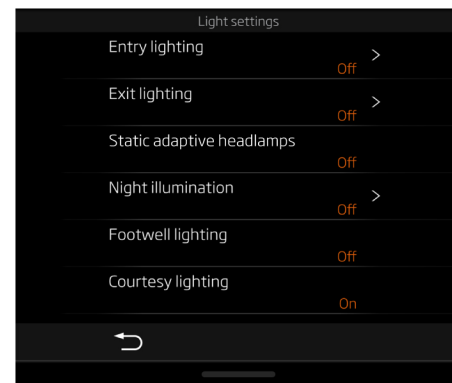 Light settings
Entry lighting
Off
Exit lighting
Off
Static adaptive headlamps
Off
Night illumination
Off
Footwell lighting
Off
Courtesy lighting
On